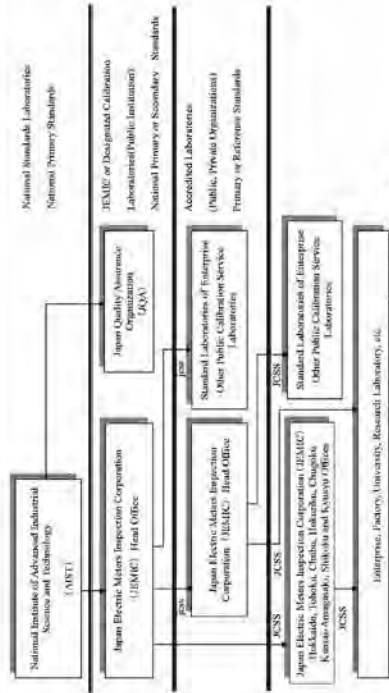 National Standards Laboratories
National Primary Standards
National Institute of Advanced Industrial
Science and Technology
JEMIC or Designated Calibration
Laboratories(Public Institution)
National Primary or Secondary Standards
Japan Electric Meters Inspection Corporation
(JEMIC) Head Office
Japan Quality Assurance
Organization
(JQA)
Accredited Laboratories
(Public, Private Organizations)
Primary or Reference Standards
jcss
jcss
Japan Electric Meters Inspection
Corporation (JEMIC) Head Office
Standard Laboratories of Enterprise
Other Public Calibration Service
Laboratories
JCSS
JCSS
JCSS
Japan Electric Meters Inspection Corporation (JEMIC)
Hokkaido, Tohoku, Chubu, Hokuriku, Chugoku
Kansai-Amagasaki, Shikoku and Kyusyu Offices
Standard Laboratories of Enterprise
Other Public Calibration Service
Laboratories
JCSS
Enterprise, Factory, University, Research Laboratory, etc.